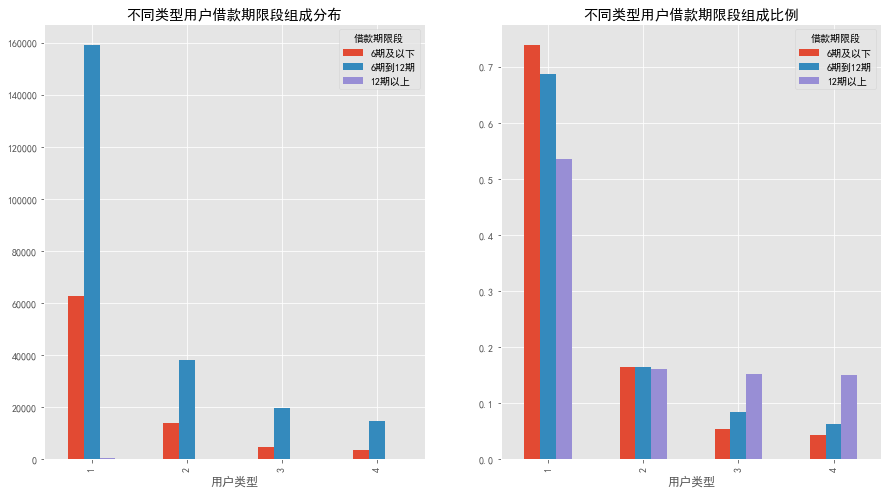 不同类型用户借款期限段组成分布
借款期限段
6期及以下
6期到12期
12期以上
160000
140000
120000
100000
80000
60000
40000
20000
0
1
2
3
4
用户类型
不同类型用户借款期限段组成比例
借款期限段
6期及以下
6期到12期
12期以上
0.7
0.6
0.5
0.4
0.3
0.2
0.1
0.0
1
2
3
4
用户类型